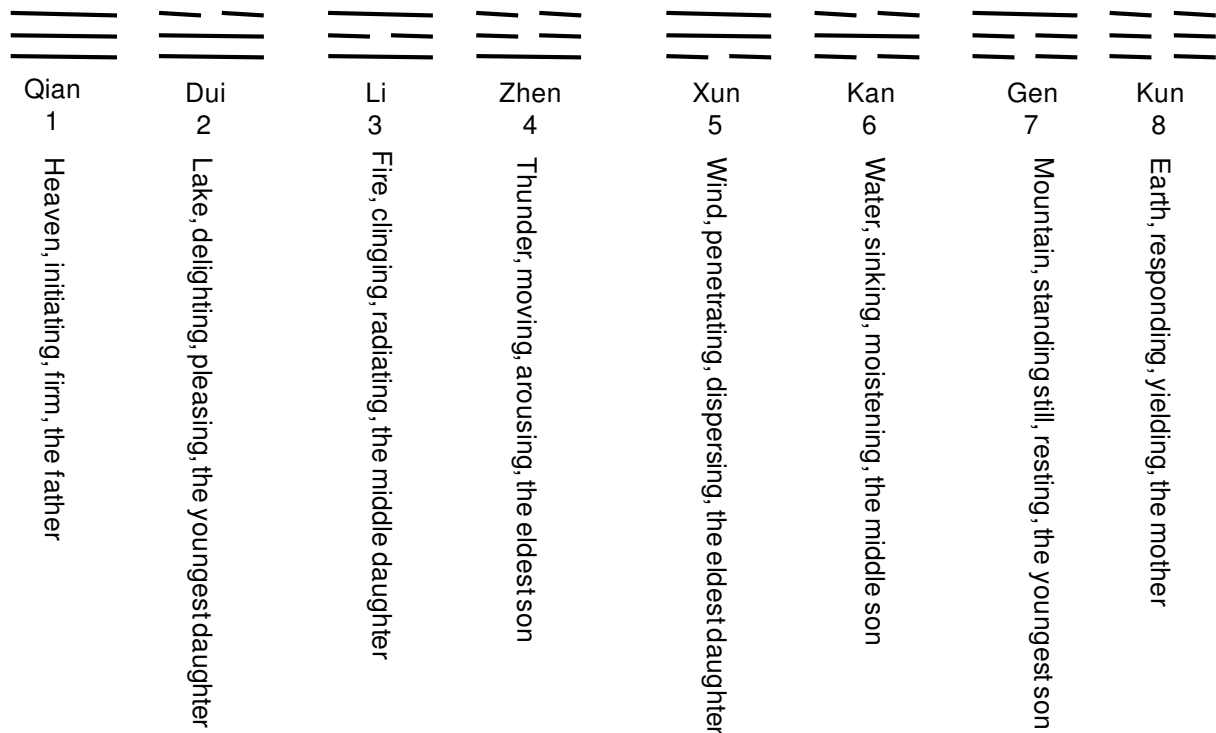 Qian
1
Heaven, initiating, firm, the father
Dui
2
Lake, delighting, pleasing, the youngest daughter
Li
3
Fire, clinging, radiating, the middle daughter
Zhen
4
Thunder, moving, arousing, the eldest son
Xun
5
Wind, penetrating, dispersing, the eldest daughter
Kan
6
Water, sinking, moistening, the middle son
Gen
7
Mountain, standing still, resting, the youngest son
Kun
8
Earth, responding, yielding, the mother